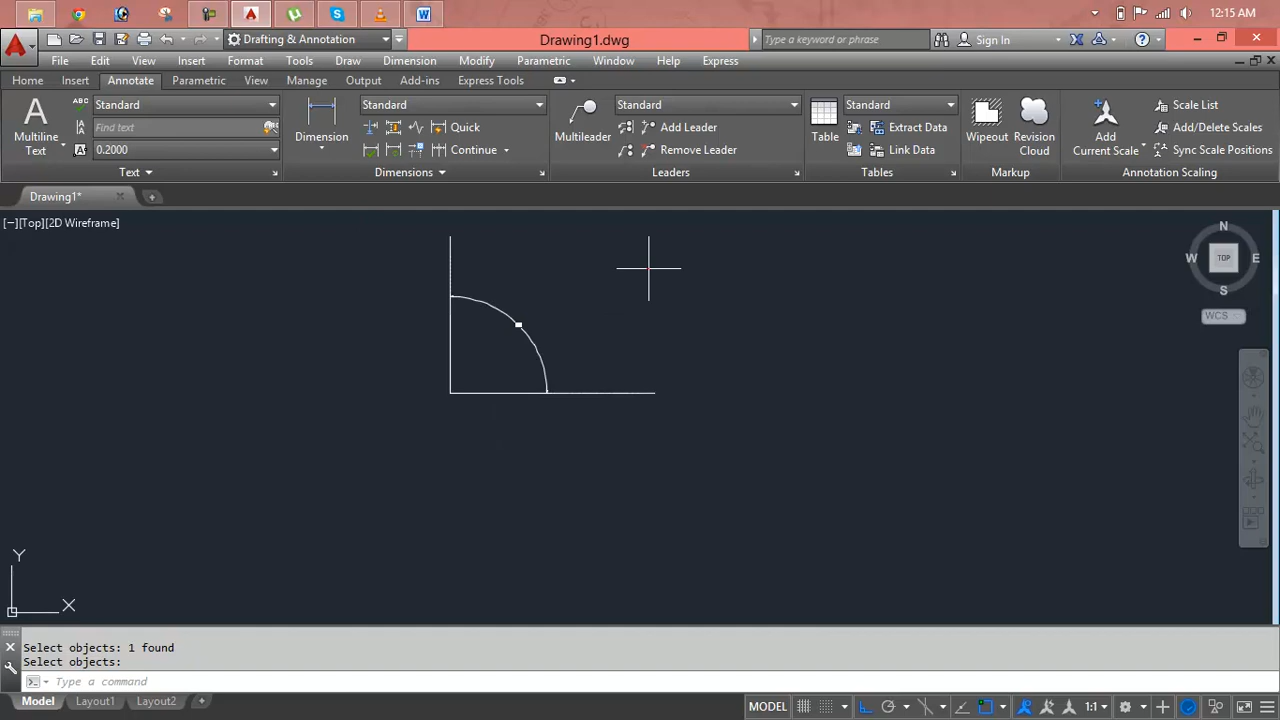 12:15 AM
Drafting & Annotation
Drawing1.dwg
Type a keyword or phrase
Sign In
File Edit View Insert Format Tools Draw Dimension Modify Parametric Window Help Express
Home Insert Annotate Parametric View Manage Output Add-ins Express Tools
A Multiline Text
ABC
Standard
Find text
0.2000
Text
Dimension
Standard
Quick
Continue
Dimensions
Multileader
Standard
Add Leader
Remove Leader
Leaders
Table
Standard
Extract Data
Link Data
Tables
Wipeout
Revision Cloud
Markup
Add Current Scale
Scale List
Add/Delete Scales
Sync Scale Positions
Annotation Scaling
Drawing1*
[−][Top][2D Wireframe]
N
W TOP E
S
WCS
Y
X
Select objects: 1 found
Select objects:
Type a command
Model Layout1 Layout2 +
MODEL
1:1